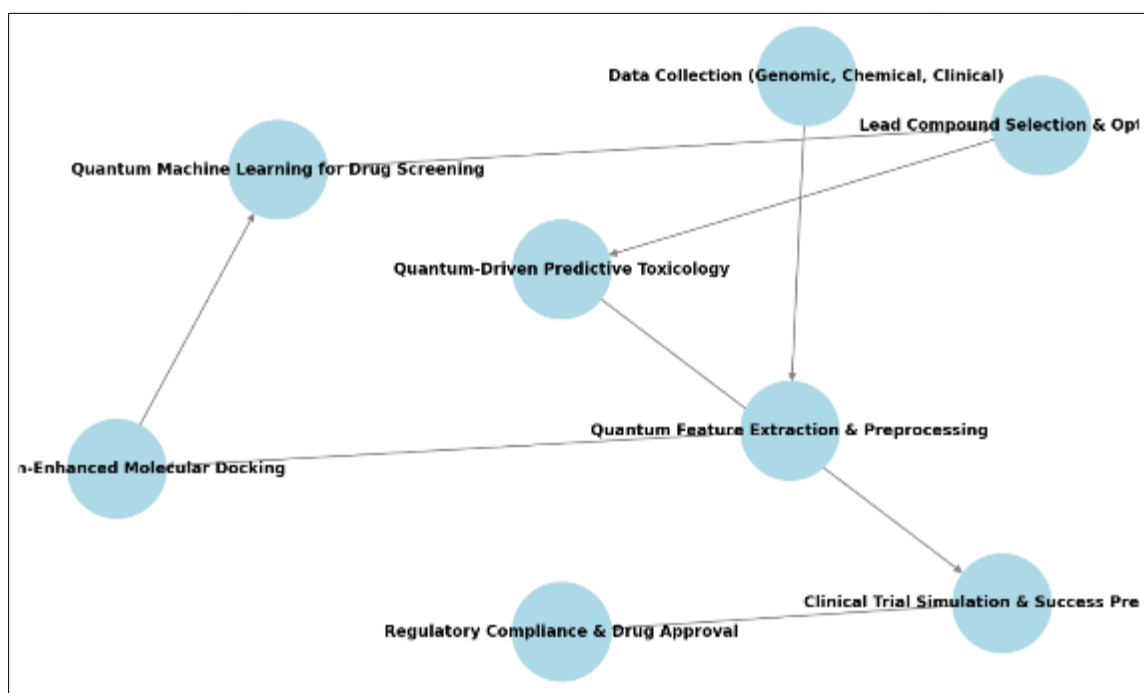 Data Collection (Genomic, Chemical, Clinical)
Lead Compound Selection & Opt
Quantum Machine Learning for Drug Screening
Quantum-Driven Predictive Toxicology
Quantum Feature Extraction & Preprocessing
n-Enhanced Molecular Docking
Clinical Trial Simulation & Success Pre
Regulatory Compliance & Drug Approval